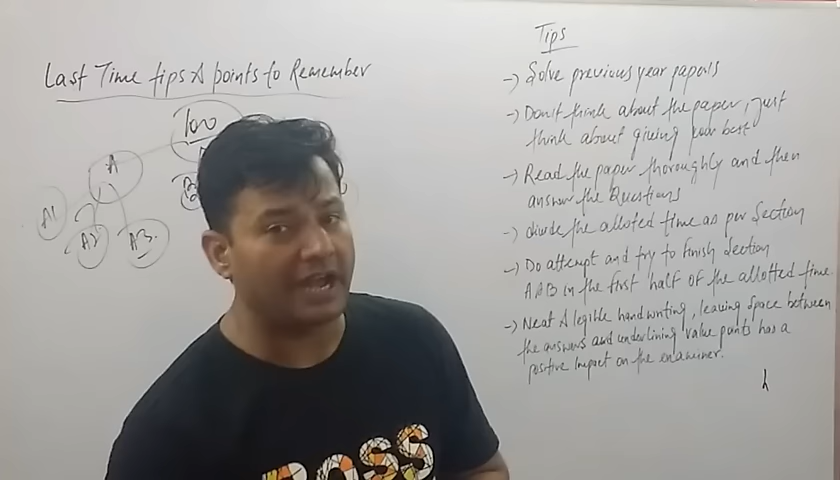 Last Time tips & points to Remember
Too
A
A1
A2
A3.
Tips
-) Solve previous year papers
-) Don't think about the paper, just
think about giving your best
-) Read the paper thoroughly and then
answer the Questions
-) divide the alloted time as per Section
-) Do attempt and try to finish Section
A&B in the first half of the allotted time.
-) Neat & legible handwriting, leaving Space between
the answers and underlining value points has a
positive impact on the examiner.
BOSS